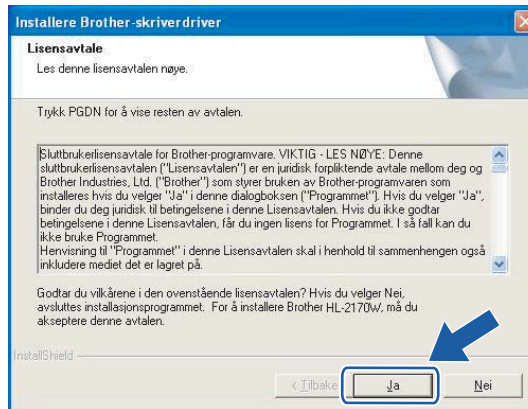 Installere Brother-skriverdriver
Lisensavtale
Les denne lisensavtalen nøye.
Trykk PGDN for å vise resten av avtalen.
Sluttbrukerlisensavtale for Brother-programvare. VIKTIG - LES NØYE: Denne
sluttbrukerlisensavtalen ("Lisensavtalen") er en juridisk forpliktende avtale mellom deg og
Brother Industries, Ltd. ("Brother") som styrer bruken av Brother-programvaren som
installeres hvis du velger "Ja" i denne dialogboksen ("Programmet"). Hvis du velger "Ja",
binder du deg juridisk til betingelsene i denne Lisensavtalen. Hvis du ikke godtar
betingelsene i denne Lisensavtalen, får du ingen lisens for Programmet. I så fall kan du
ikke bruke Programmet.
Henvisning til "Programmet" i denne Lisensavtalen skal i henhold til sammenhengen også
inkludere mediet det er lagret på.
Godtar du vilkårene i den ovenstående lisensavtalen? Hvis du velger Nei,
avsluttes installasjonsprogrammet. For å installere Brother HL-2170W, må du
akseptere denne avtalen.
InstallShield
< Tilbake
Ja
Nei